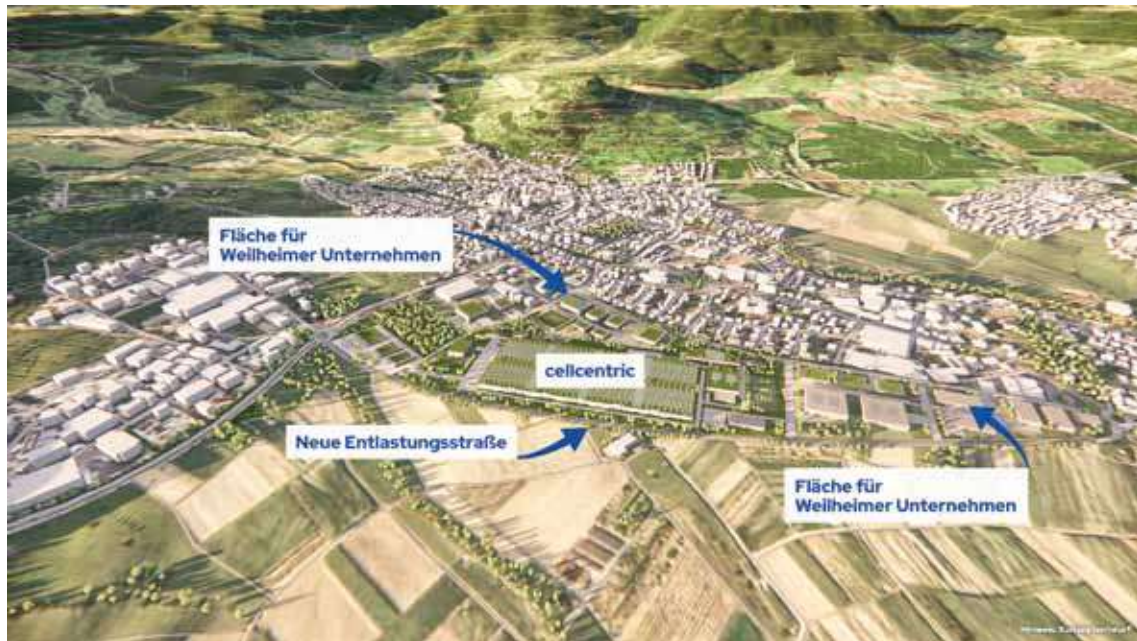 Fläche für
Weilheimer Unternehmen
cellcentric
Neue Entlastungsstraße
Fläche für
Weilheimer Unternehmen